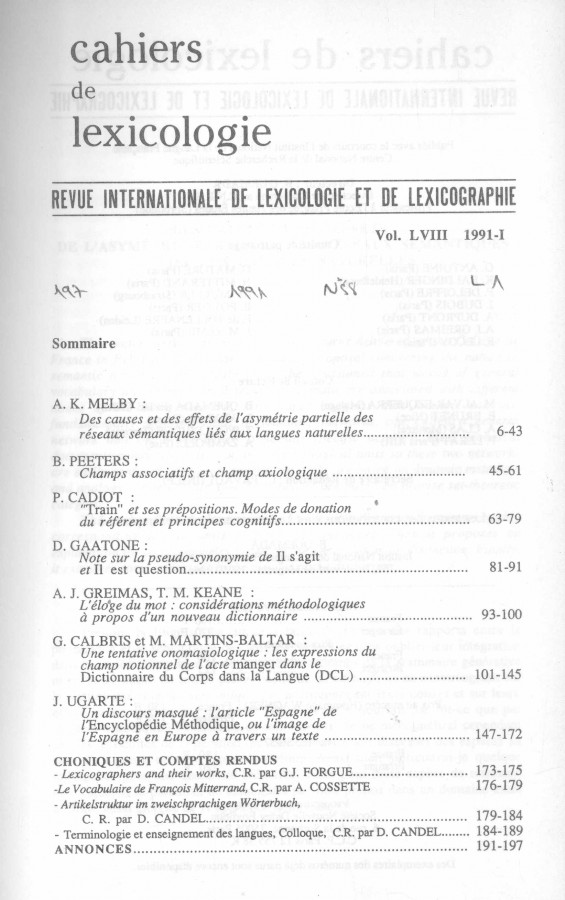 cahiers
de
lexicologie
REVUE INTERNATIONALE DE LEXICOLOGIE ET DE LEXICOGRAPHIE
Vol. LVIII 1991-I
197 1991 N°58 L1
Sommaire
A. K. MELBY :
Des causes et des effets de l'asymétrie partielle des
réseaux sémantiques liés aux langues naturelles.................... 6-43
B. PEETERS :
Champs associatifs et champ axiologique .......................... 45-61
P. CADIOT :
"Train" et ses prépositions. Modes de donation
du référent et principes cognitifs..................................... 63-79
D. GAATONE :
Note sur la pseudo-synonymie de Il s'agit
et Il est question............................................................ 81-91
A. J. GREIMAS, T. M. KEANE :
L'éloge du mot : considérations méthodologiques
à propos d'un nouveau dictionnaire ................................ 93-100
G. CALBRIS et M. MARTINS-BALTAR :
Une tentative onomasiologique : les expressions du
champ notionnel de l'acte manger dans le
Dictionnaire du Corps dans la Langue (DCL) .................... 101-145
J. UGARTE :
Un discours masqué : l'article "Espagne" de
l'Encyclopédie Méthodique, ou l'image de
l'Espagne en Europe à travers un texte ............................ 147-172
CHONIQUES ET COMPTES RENDUS
- Lexicographers and their works, C.R. par G.J. FORGUE...................... 173-175
-Le Vocabulaire de François Mitterrand, C.R. par A. COSSETTE 176-179
- Artikelstruktur im zweischprachigen Wörterbuch,
C. R. par D. CANDEL.......................................................... 179-184
- Terminologie et enseignement des langues, Colloque, C.R. par D. CANDEL........ 184-189
ANNONCES.................................................................... 191-197